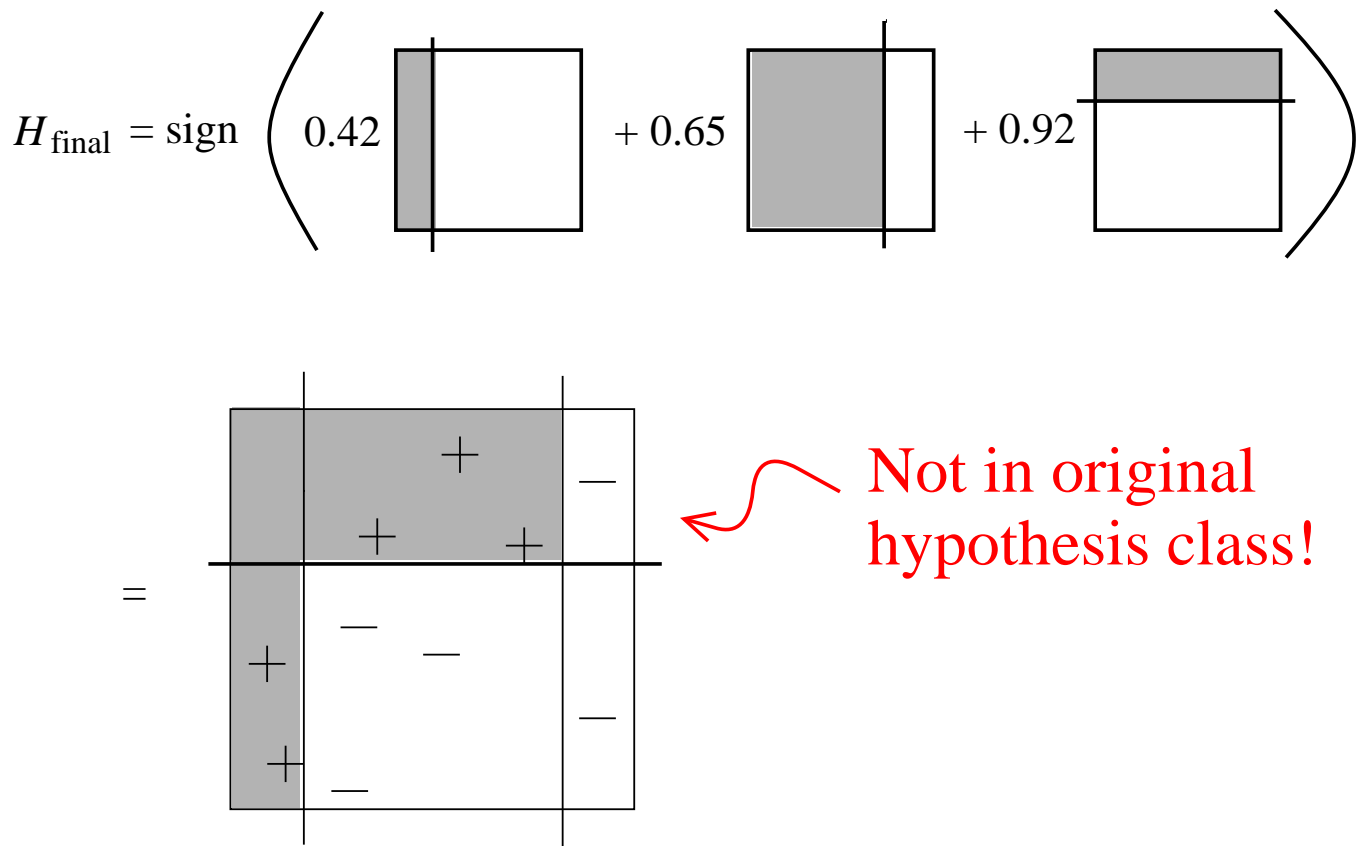 H_final = sign ( 0.42 + 0.65 + 0.92 )
Not in original
hypothesis class!
=
+ −
+ +
−
+ −
−
+ −